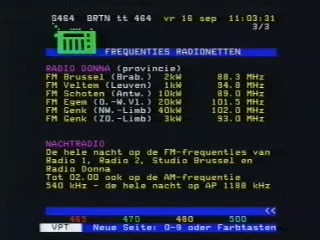 S464 BRTN tt 464 vr 16 sep 11:03:31
3/3
FREQUENTIES RADIONETTEN
RADIO DONNA (provincie)
FM Brussel (Brab.) 2kW 88.3 MHz
FM Veltem (Leuven) 1kW 94.8 MHz
FM Schoten (Antw.) 10kW 89.0 MHz
FM Egem (O.-W.Vl.) 20kW 101.5 MHz
FM Genk (NW.-Limb) 40kW 102.0 MHz
FM Genk (ZO.-Limb) 3kW 93.0 MHz
NACHTRADIO
De hele nacht op de FM-frequenties van
Radio 1, Radio 2, Studio Brussel en
Radio Donna
Tot 02.00 ook op de AM-frequentie
540 kHz - de hele nacht op AP 1188 kHz
<<
465 470 480 500
VPT Neue Seite: 0-9 oder Farbtasten